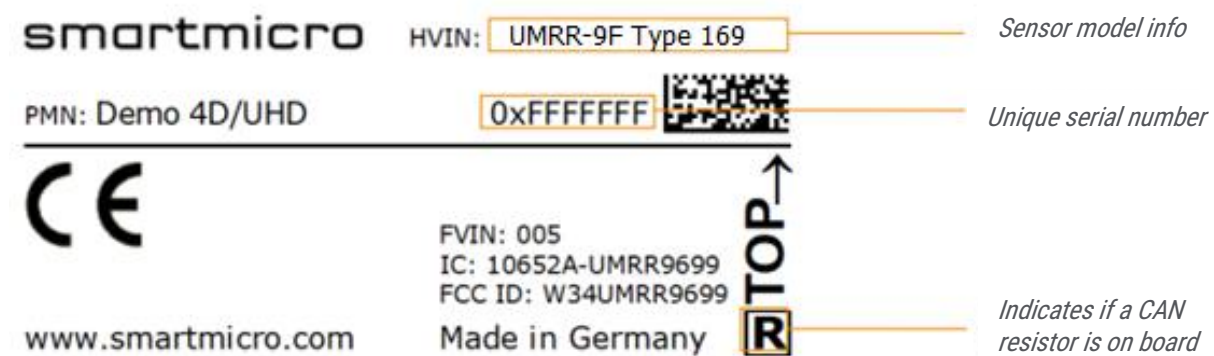 smartmicro HVIN: UMRR-9F Type 169
Sensor model info
PMN: Demo 4D/UHD 0xFFFFFFF
Unique serial number
CE
TOP
FVIN: 005
IC: 10652A-UMRR9699
FCC ID: W34UMRR9699
www.smartmicro.com Made in Germany R
Indicates if a CAN
resistor is on board